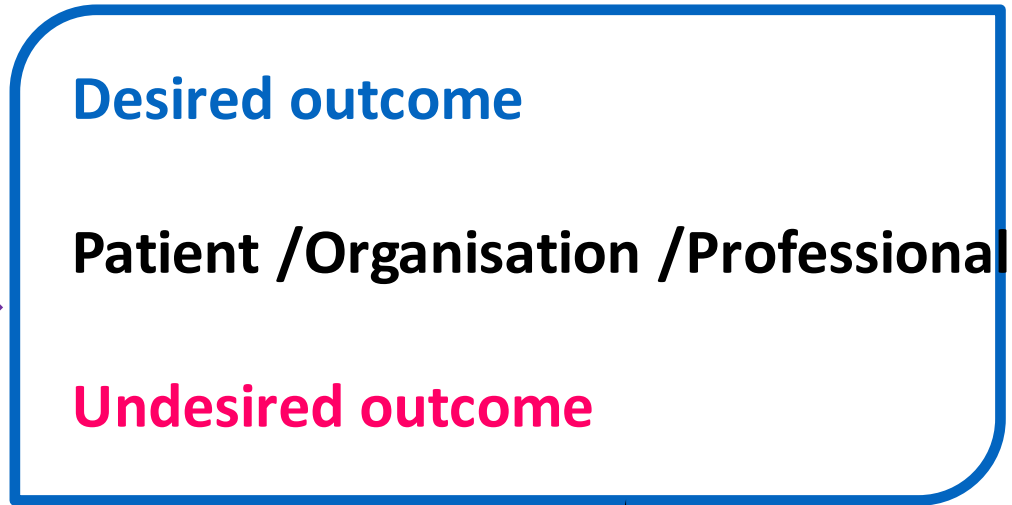 Desired outcome
Patient /Organisation /Professional
Undesired outcome